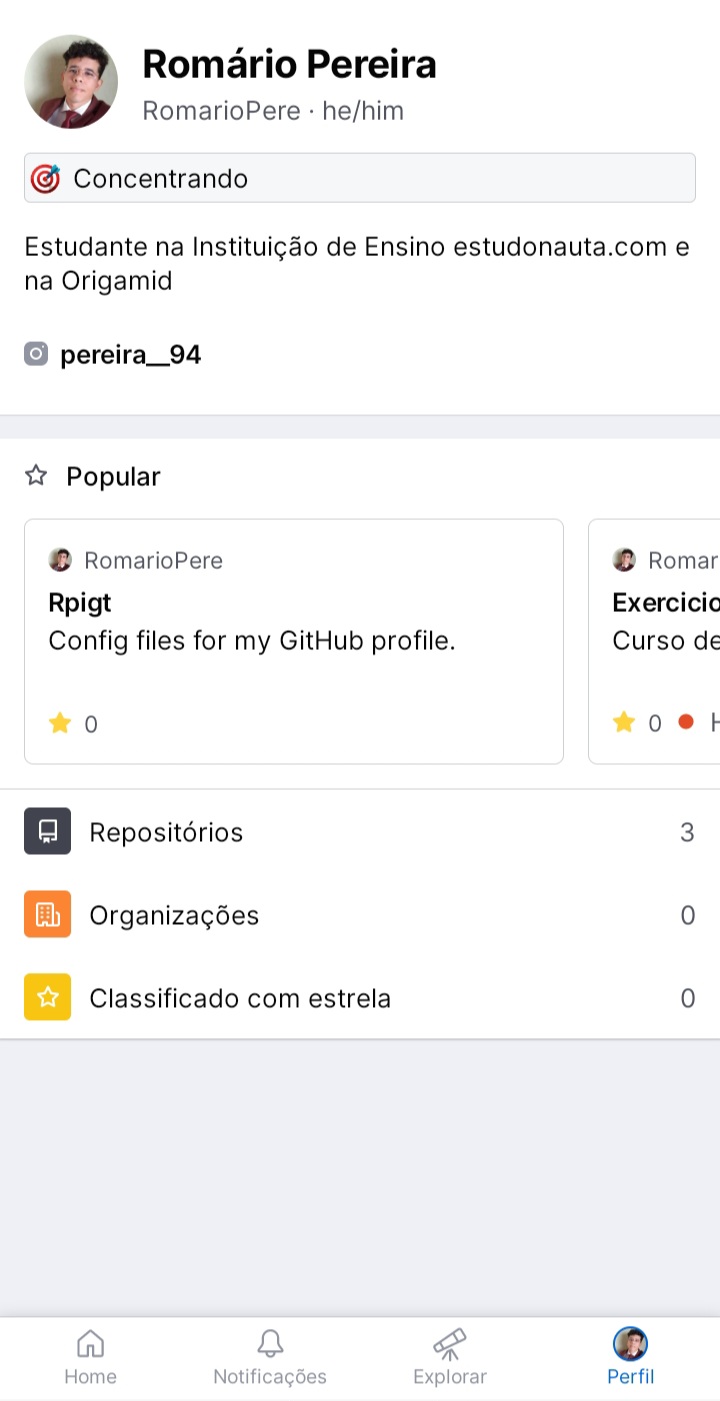 Romário Pereira
RomarioPere · he/him
Concentrando
Estudante na Instituição de Ensino estudonauta.com e
na Origamid
pereira__94
Popular
RomarioPere
Rpigt
Config files for my GitHub profile.
0
Romar
Exercicio
Curso de
0 H
Repositórios 3
Organizações 0
Classificado com estrela 0
Home Notificações Explorar Perfil